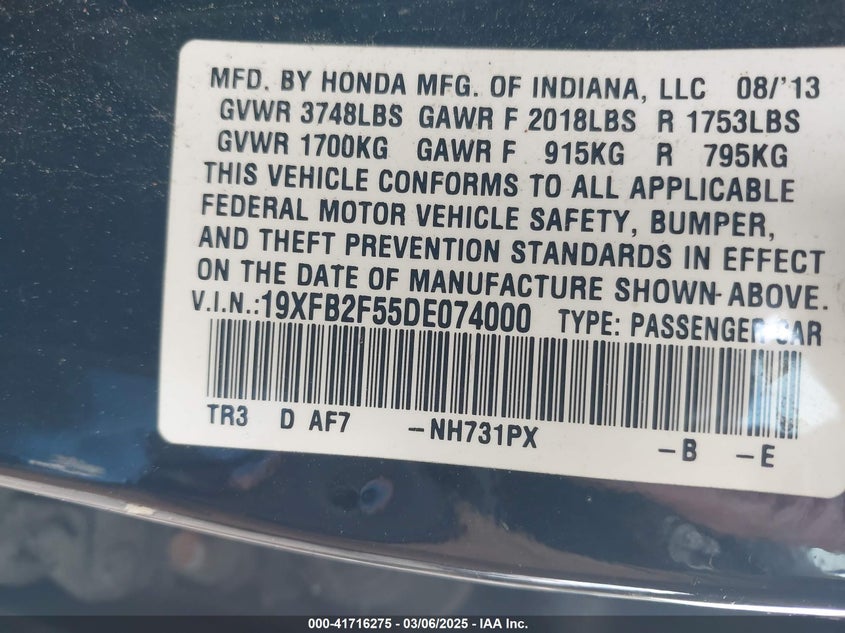 MFD. BY HONDA MFG. OF INDIANA, LLC 08/'13
GVWR 3748LBS GAWR F 2018LBS R 1753LBS
GVWR 1700KG GAWR F 915KG R 795KG
THIS VEHICLE CONFORMS TO ALL APPLICABLE
FEDERAL MOTOR VEHICLE SAFETY, BUMPER,
AND THEFT PREVENTION STANDARDS IN EFFECT
ON THE DATE OF MANUFACTURE SHOWN ABOVE.
V.I.N.:19XFB2F55DE074000 TYPE: PASSENGER CAR
TR3 D AF7 -NH731PX -B -E
000-41716275 - 03/06/2025 - IAA Inc.